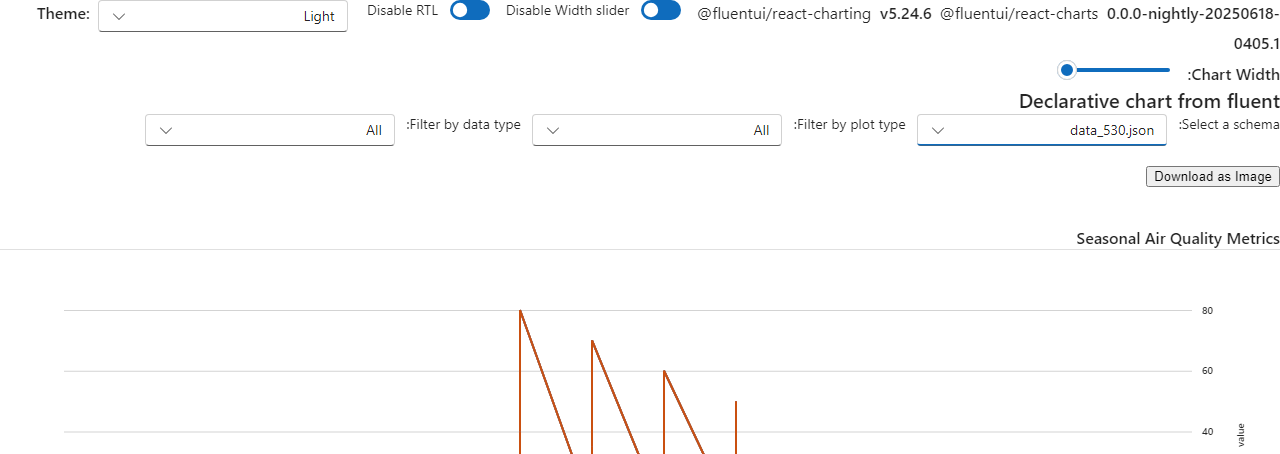 Theme: Light Disable RTL Disable Width slider @fluentui/react-charting v5.24.6 @fluentui/react-charts 0.0.0-nightly-20250618-
0405.1
:Chart Width
Declarative chart from fluent
:Select a schema data_530.json :Filter by plot type All :Filter by data type All
Download as Image
Seasonal Air Quality Metrics
80
60
40
value